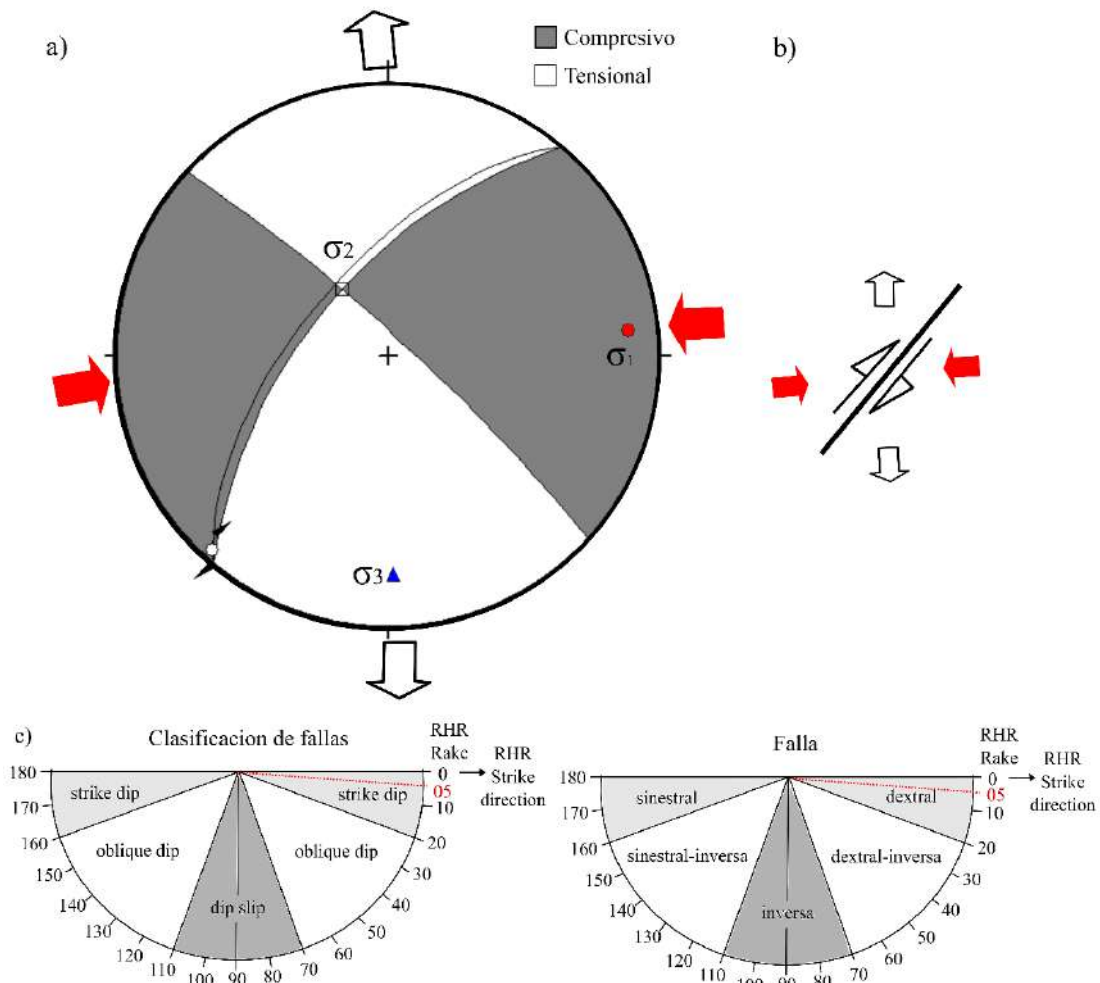 a)
Compresivo
Tensional
b)
σ2
σ1
σ3
c)
Clasificacion de fallas
RHR
Rake
RHR
Strike
direction
180
170
160
150
140
130
120
110
100
90
80
70
60
50
40
30
20
10
05
0
strike dip
strike dip
oblique dip
oblique dip
dip slip
Falla
RHR
Rake
RHR
Strike
direction
180
170
160
150
140
130
120
110
100
90
80
70
60
50
40
30
20
10
05
0
sinestral
dextral
sinestral-inversa
dextral-inversa
inversa